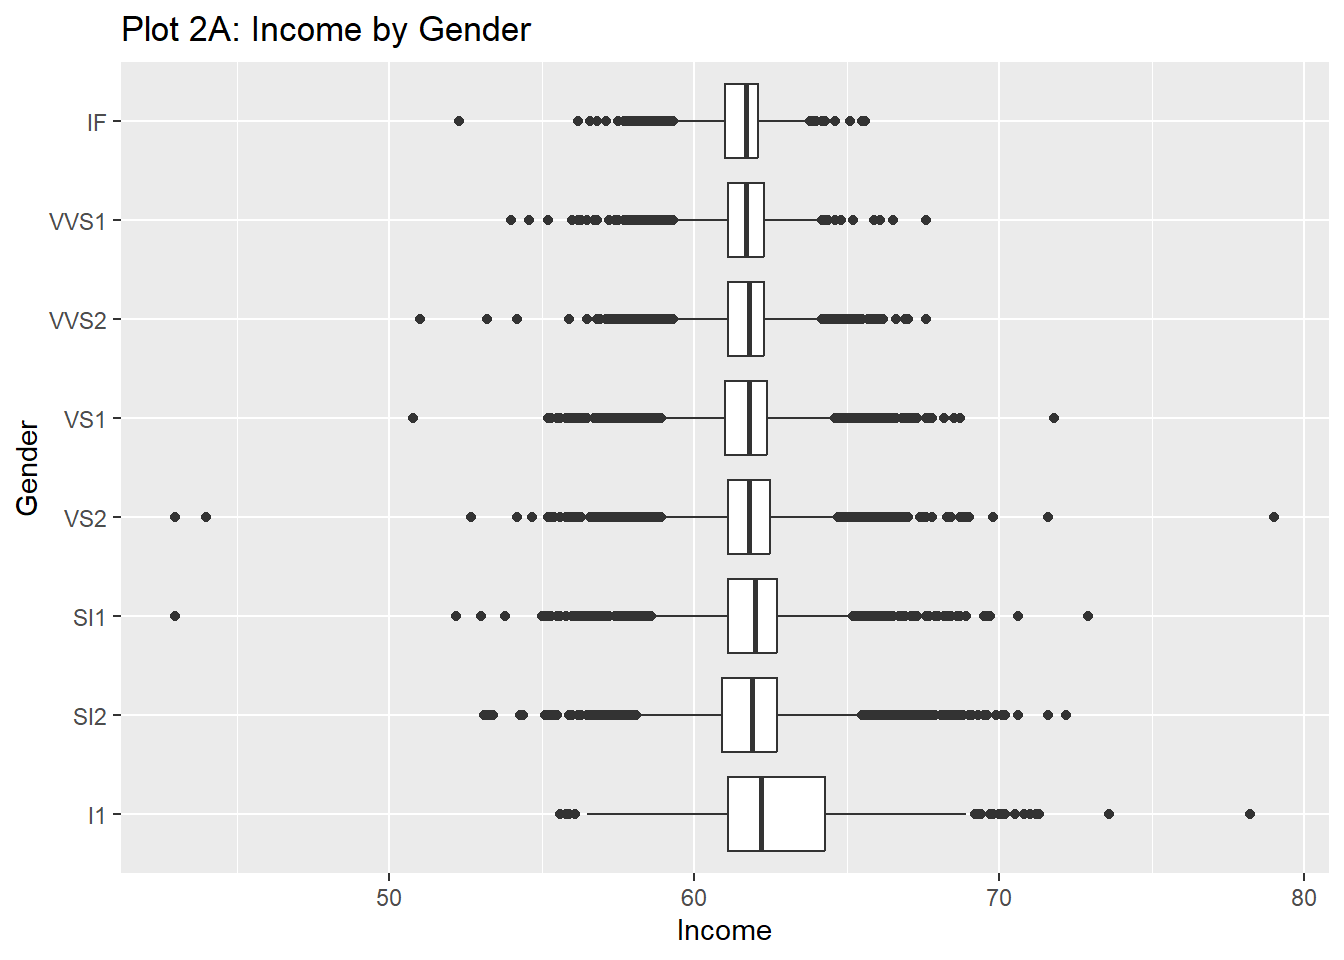 Plot 2A: Income by Gender
IF
VVS1
VVS2
VS1
VS2
SI1
SI2
I1
Gender
50 60 70 80
Income